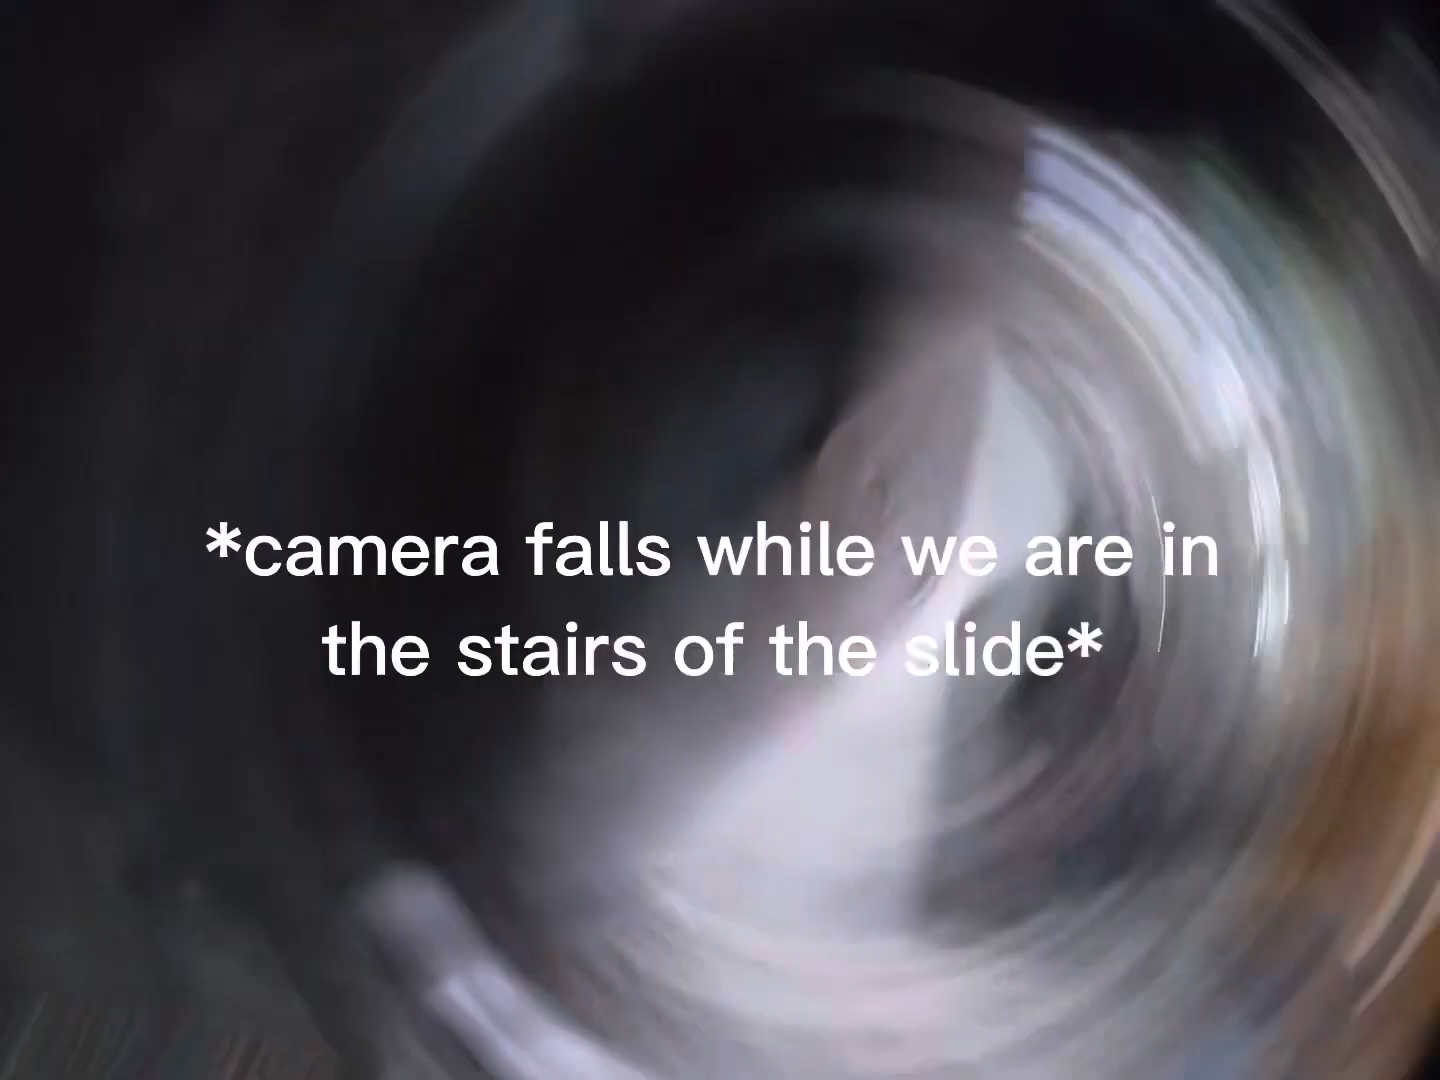 *camera falls while we are in
the stairs of the slide*